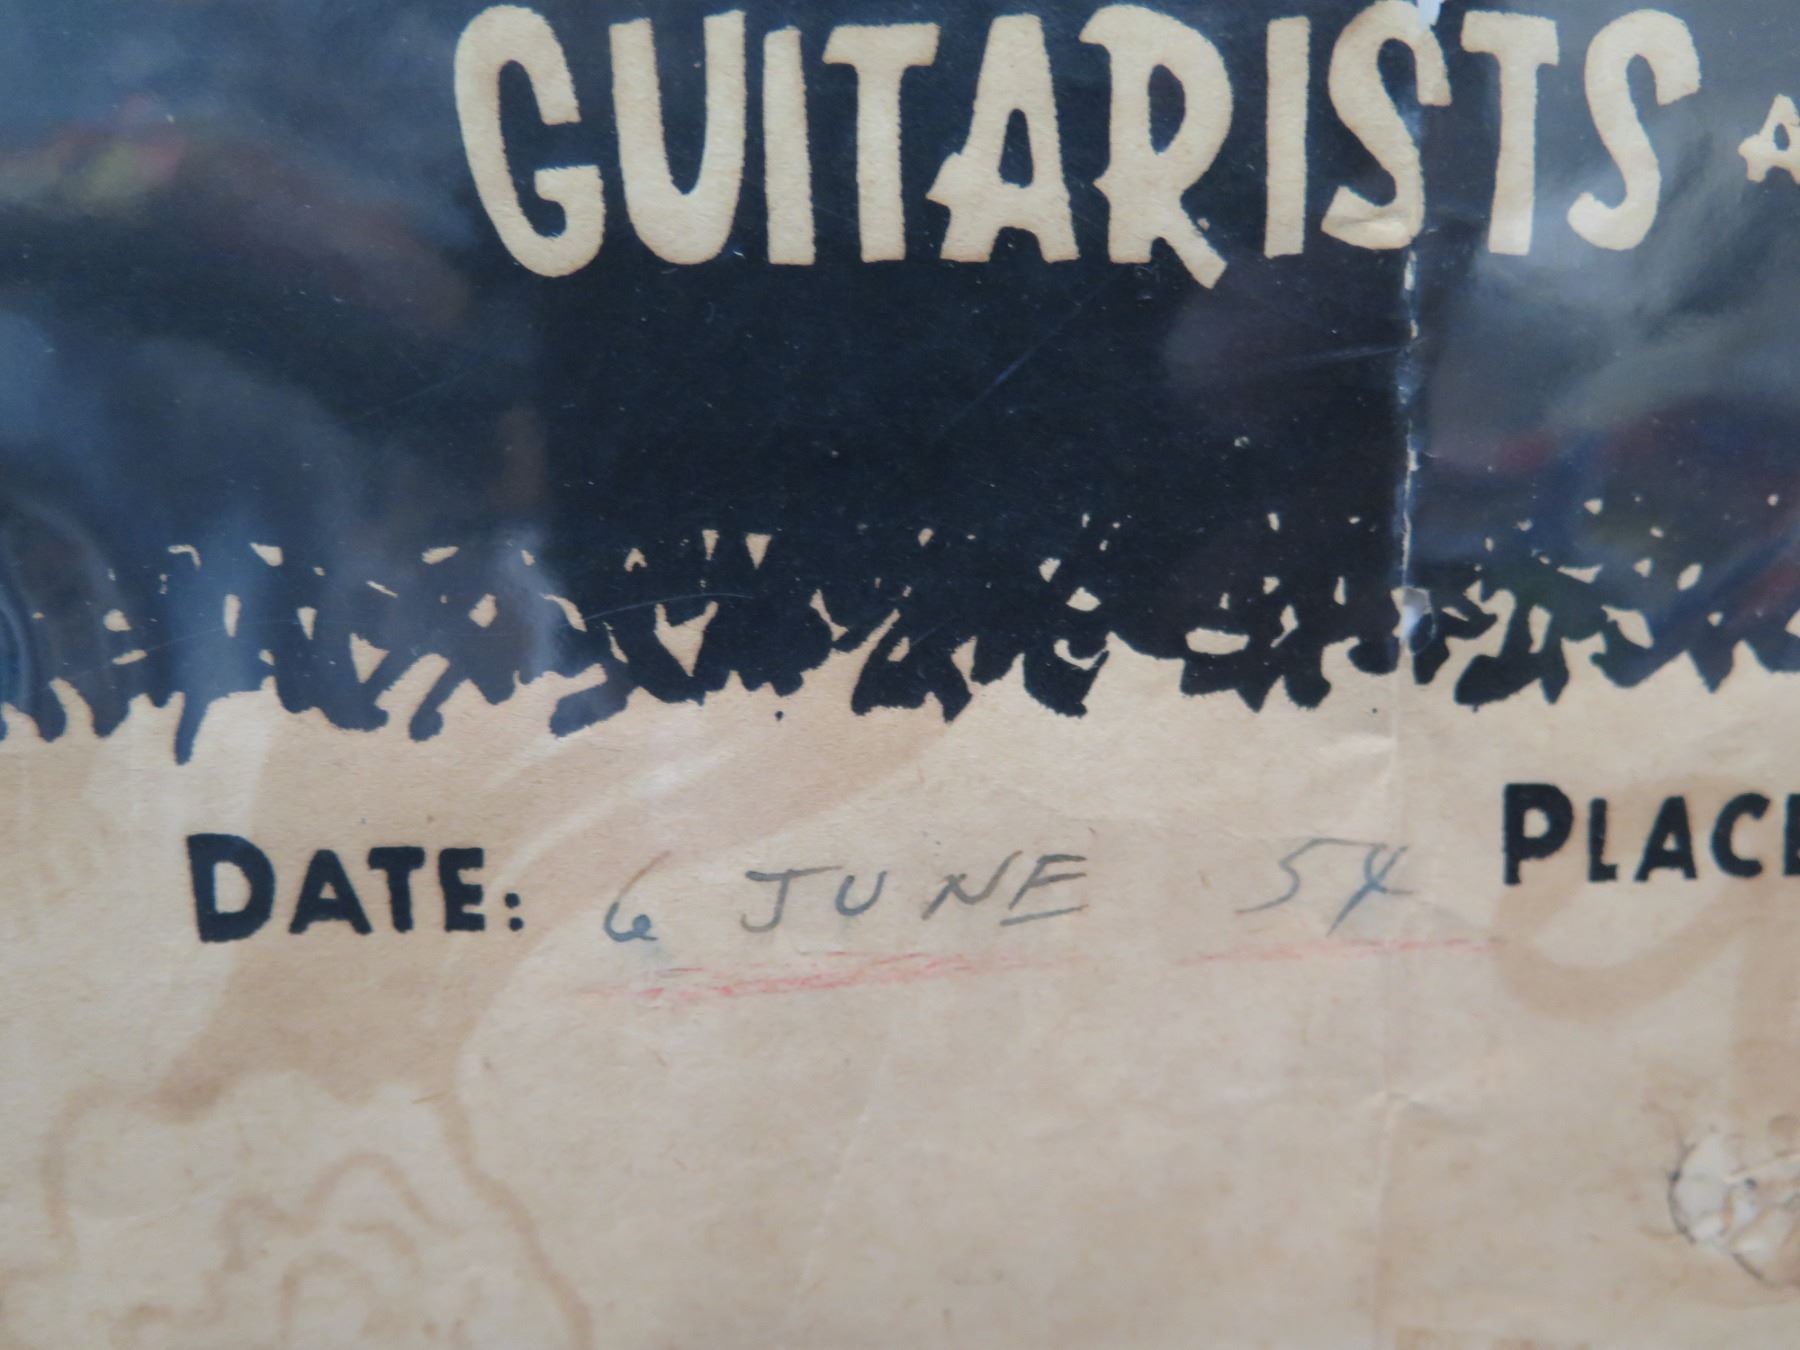 GUITARISTS A
DATE: 6 JUNE 54 PLACE